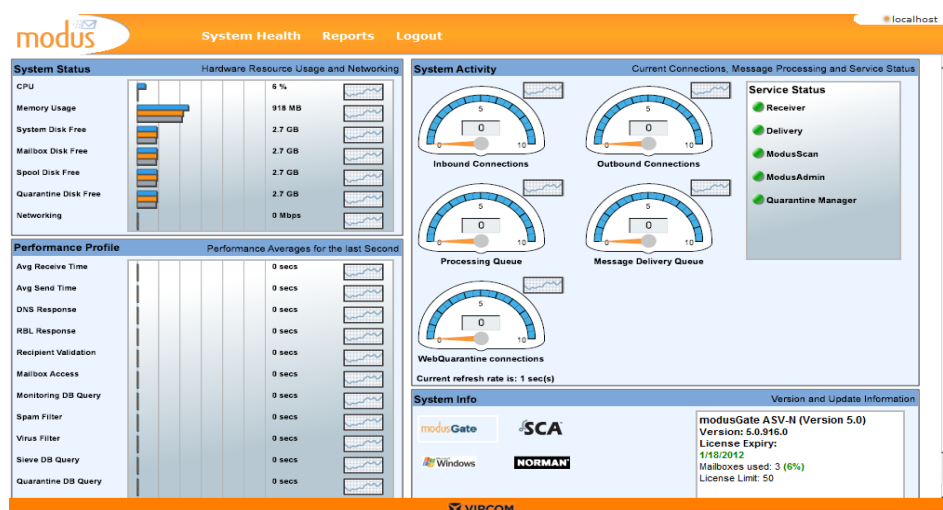 localhost
modus
System Health Reports Logout
System Status Hardware Resource Usage and Networking
CPU 6 %
Memory Usage 918 MB
System Disk Free 2.7 GB
Mailbox Disk Free 2.7 GB
Spool Disk Free 2.7 GB
Quarantine Disk Free 2.7 GB
Networking 0 Mbps
Performance Profile Performance Averages for the last Second
Avg Receive Time 0 secs
Avg Send Time 0 secs
DNS Response 0 secs
RBL Response 0 secs
Recipient Validation 0 secs
Mailbox Access 0 secs
Monitoring DB Query 0 secs
Spam Filter 0 secs
Virus Filter 0 secs
Sieve DB Query 0 secs
Quarantine DB Query 0 secs
System Activity Current Connections, Message Processing and Service Status
5
0
0 10
Inbound Connections
5
0
0 10
Outbound Connections
Service Status
Receiver
Delivery
ModusScan
ModusAdmin
Quarantine Manager
5
0
0 10
Processing Queue
5
0
0 10
Message Delivery Queue
5
0
0 10
WebQuarantine connections
Current refresh rate is: 1 sec(s)
System Info Version and Update Information
modusGate SCA
Windows NORMAN
modusGate ASV-N (Version 5.0)
Version: 5.0.916.0
License Expiry:
1/18/2012
Mailboxes used: 3 (6%)
License Limit: 50
VIRCOM